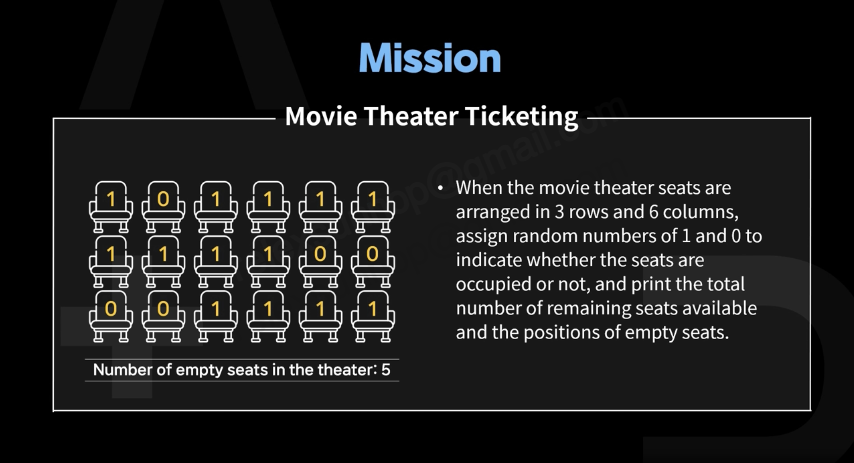 Mission
Movie Theater Ticketing
1 0 1 1 1 1
1 1 1 1 0 0
0 0 1 1 1 1
Number of empty seats in the theater: 5
• When the movie theater seats are
arranged in 3 rows and 6 columns,
assign random numbers of 1 and 0 to
indicate whether the seats are
occupied or not, and print the total
number of remaining seats available
and the positions of empty seats.